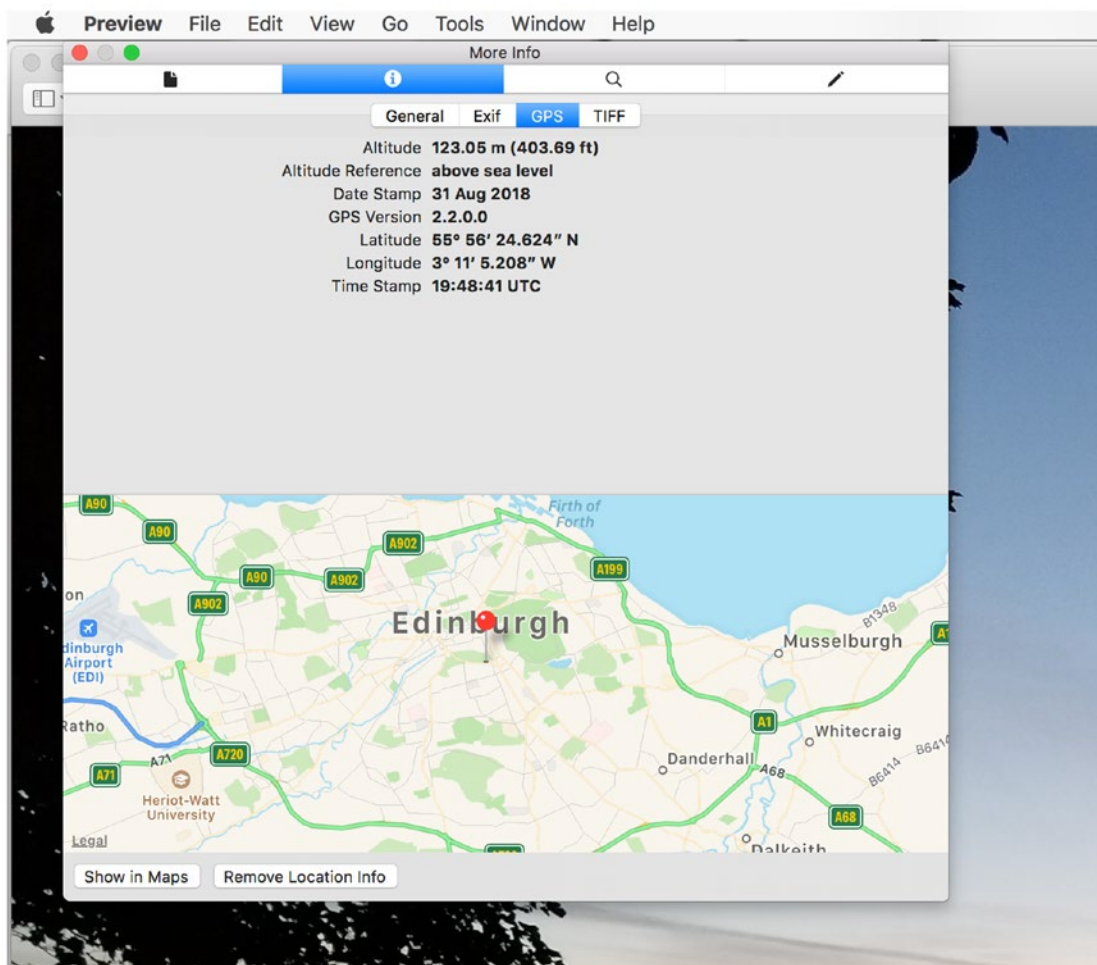 Preview File Edit View Go Tools Window Help
More Info
General Exif GPS TIFF
Altitude 123.05 m (403.69 ft)
Altitude Reference above sea level
Date Stamp 31 Aug 2018
GPS Version 2.2.0.0
Latitude 55° 56′ 24.624″ N
Longitude 3° 11′ 5.208″ W
Time Stamp 19:48:41 UTC
A90
Firth of
Forth
A90
A902
A199
A90
A902
on
A902
B1348
Edinburgh
A1
dinburgh
Airport
(EDI)
Musselburgh
Ratho
A1
Whitecraig
A720
B6414
A71
A71
Danderhall
A68
B6414
Heriot-Watt
University
A68
Legal
Dalkeith
Show in Maps Remove Location Info